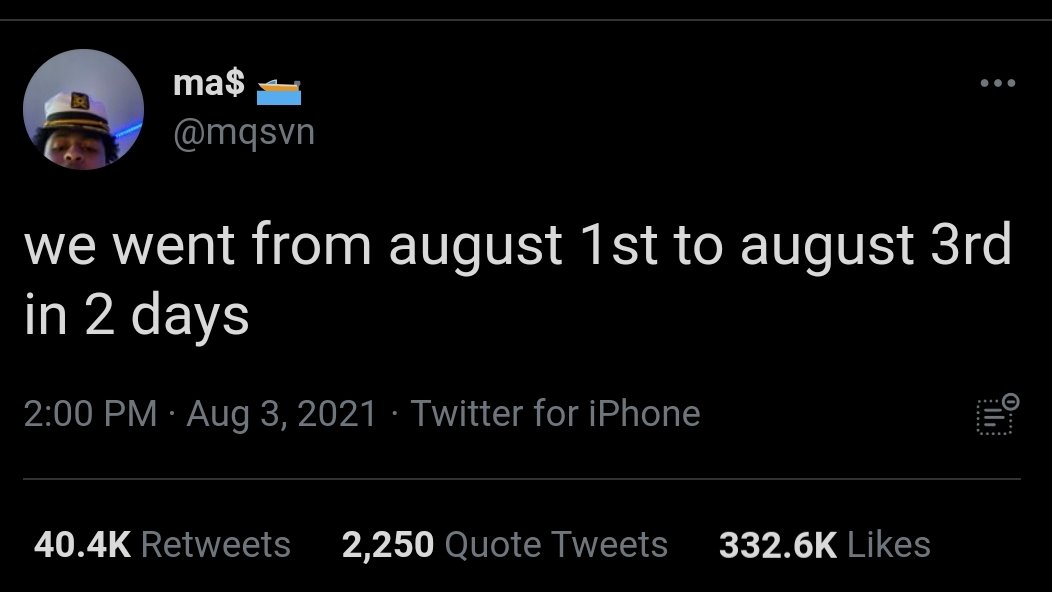 ma$ 🚤
@mqsvn
we went from august 1st to august 3rd
in 2 days
2:00 PM · Aug 3, 2021 · Twitter for iPhone
40.4K Retweets 2,250 Quote Tweets 332.6K Likes